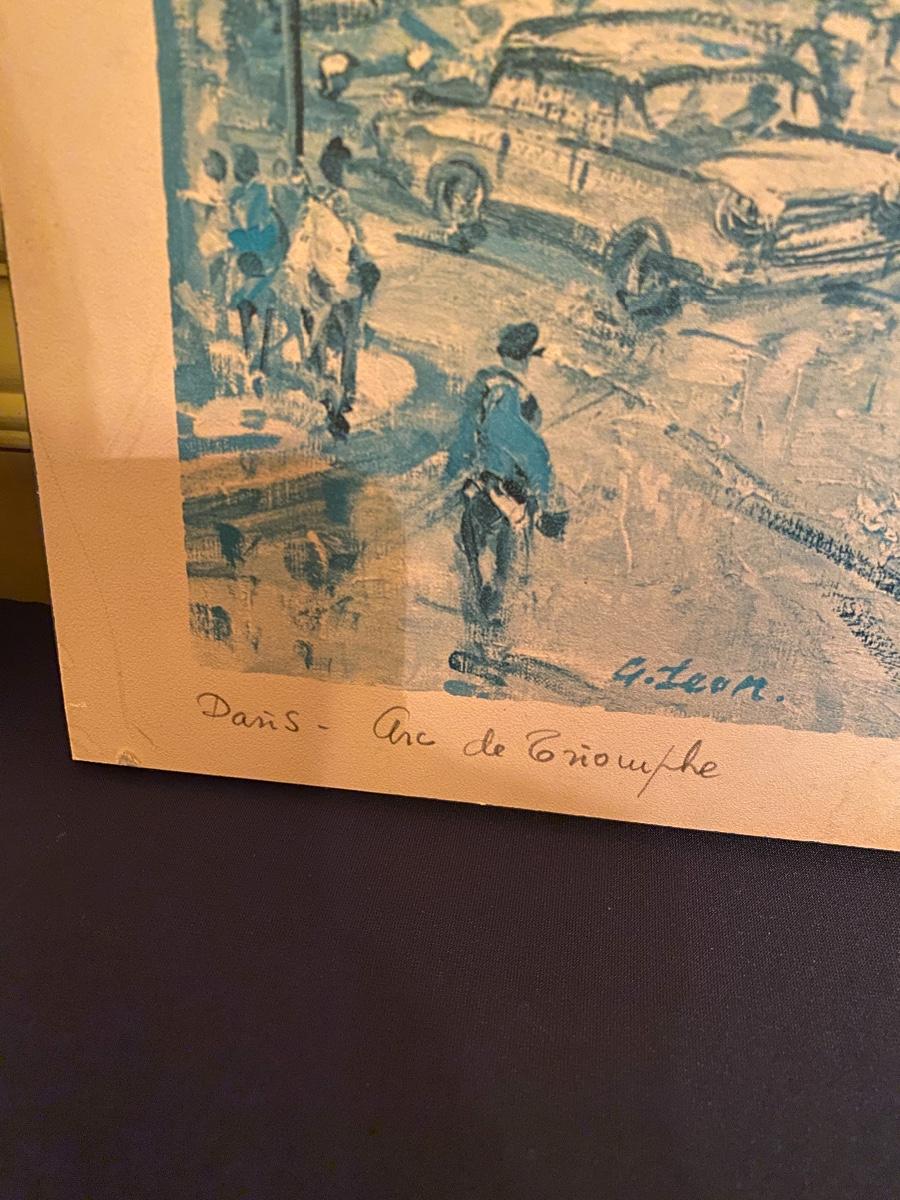 G. Leon.
Paris - Arc de Triomphe